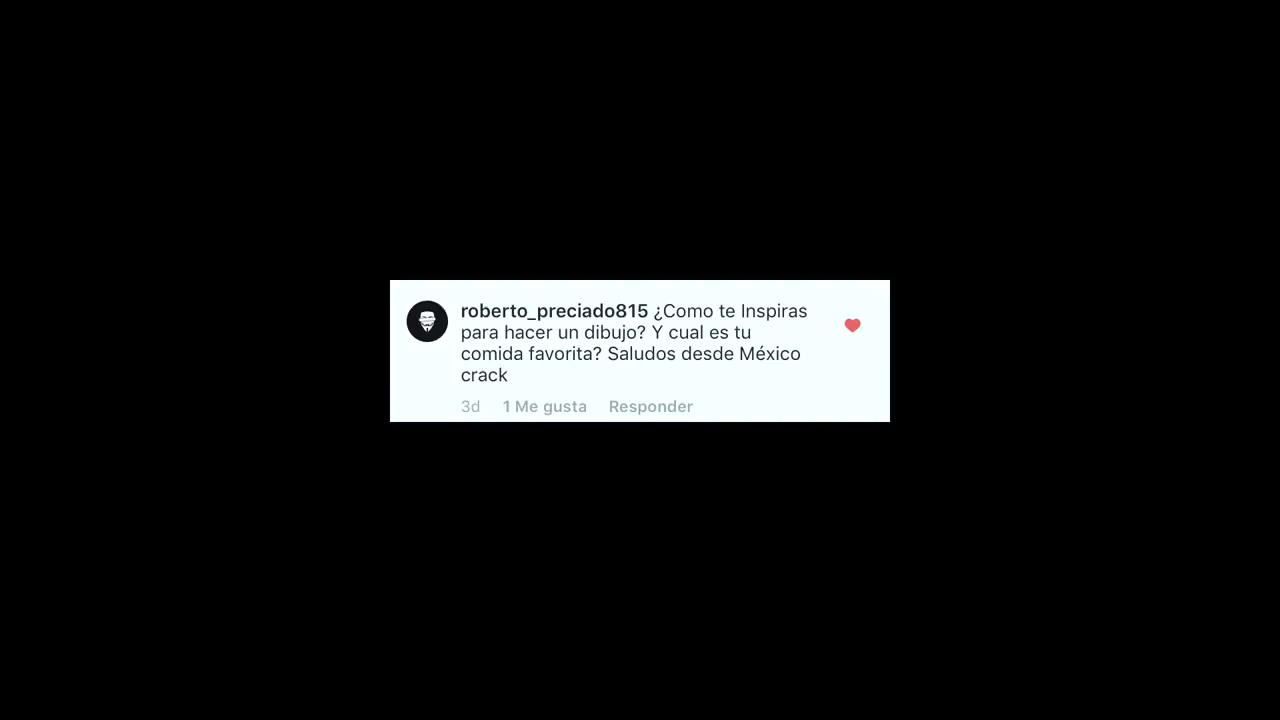 roberto_preciado815 ¿Como te Inspiras
para hacer un dibujo? Y cual es tu
comida favorita? Saludos desde México
crack
3d 1 Me gusta Responder